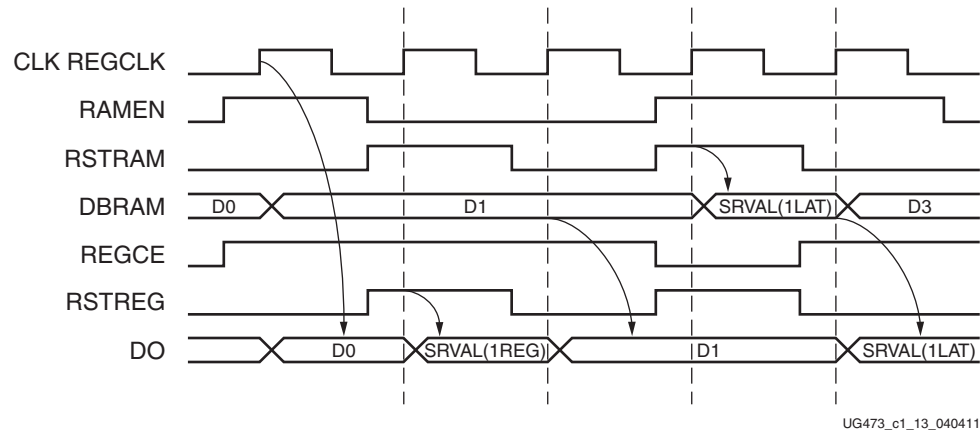 CLK REGCLK
RAMEN
RSTRAM
DBRAM D0 D1 SRVAL(1LAT) D3
REGCE
RSTREG
DO D0 SRVAL(1REG) D1 SRVAL(1LAT)
UG473_c1_13_040411